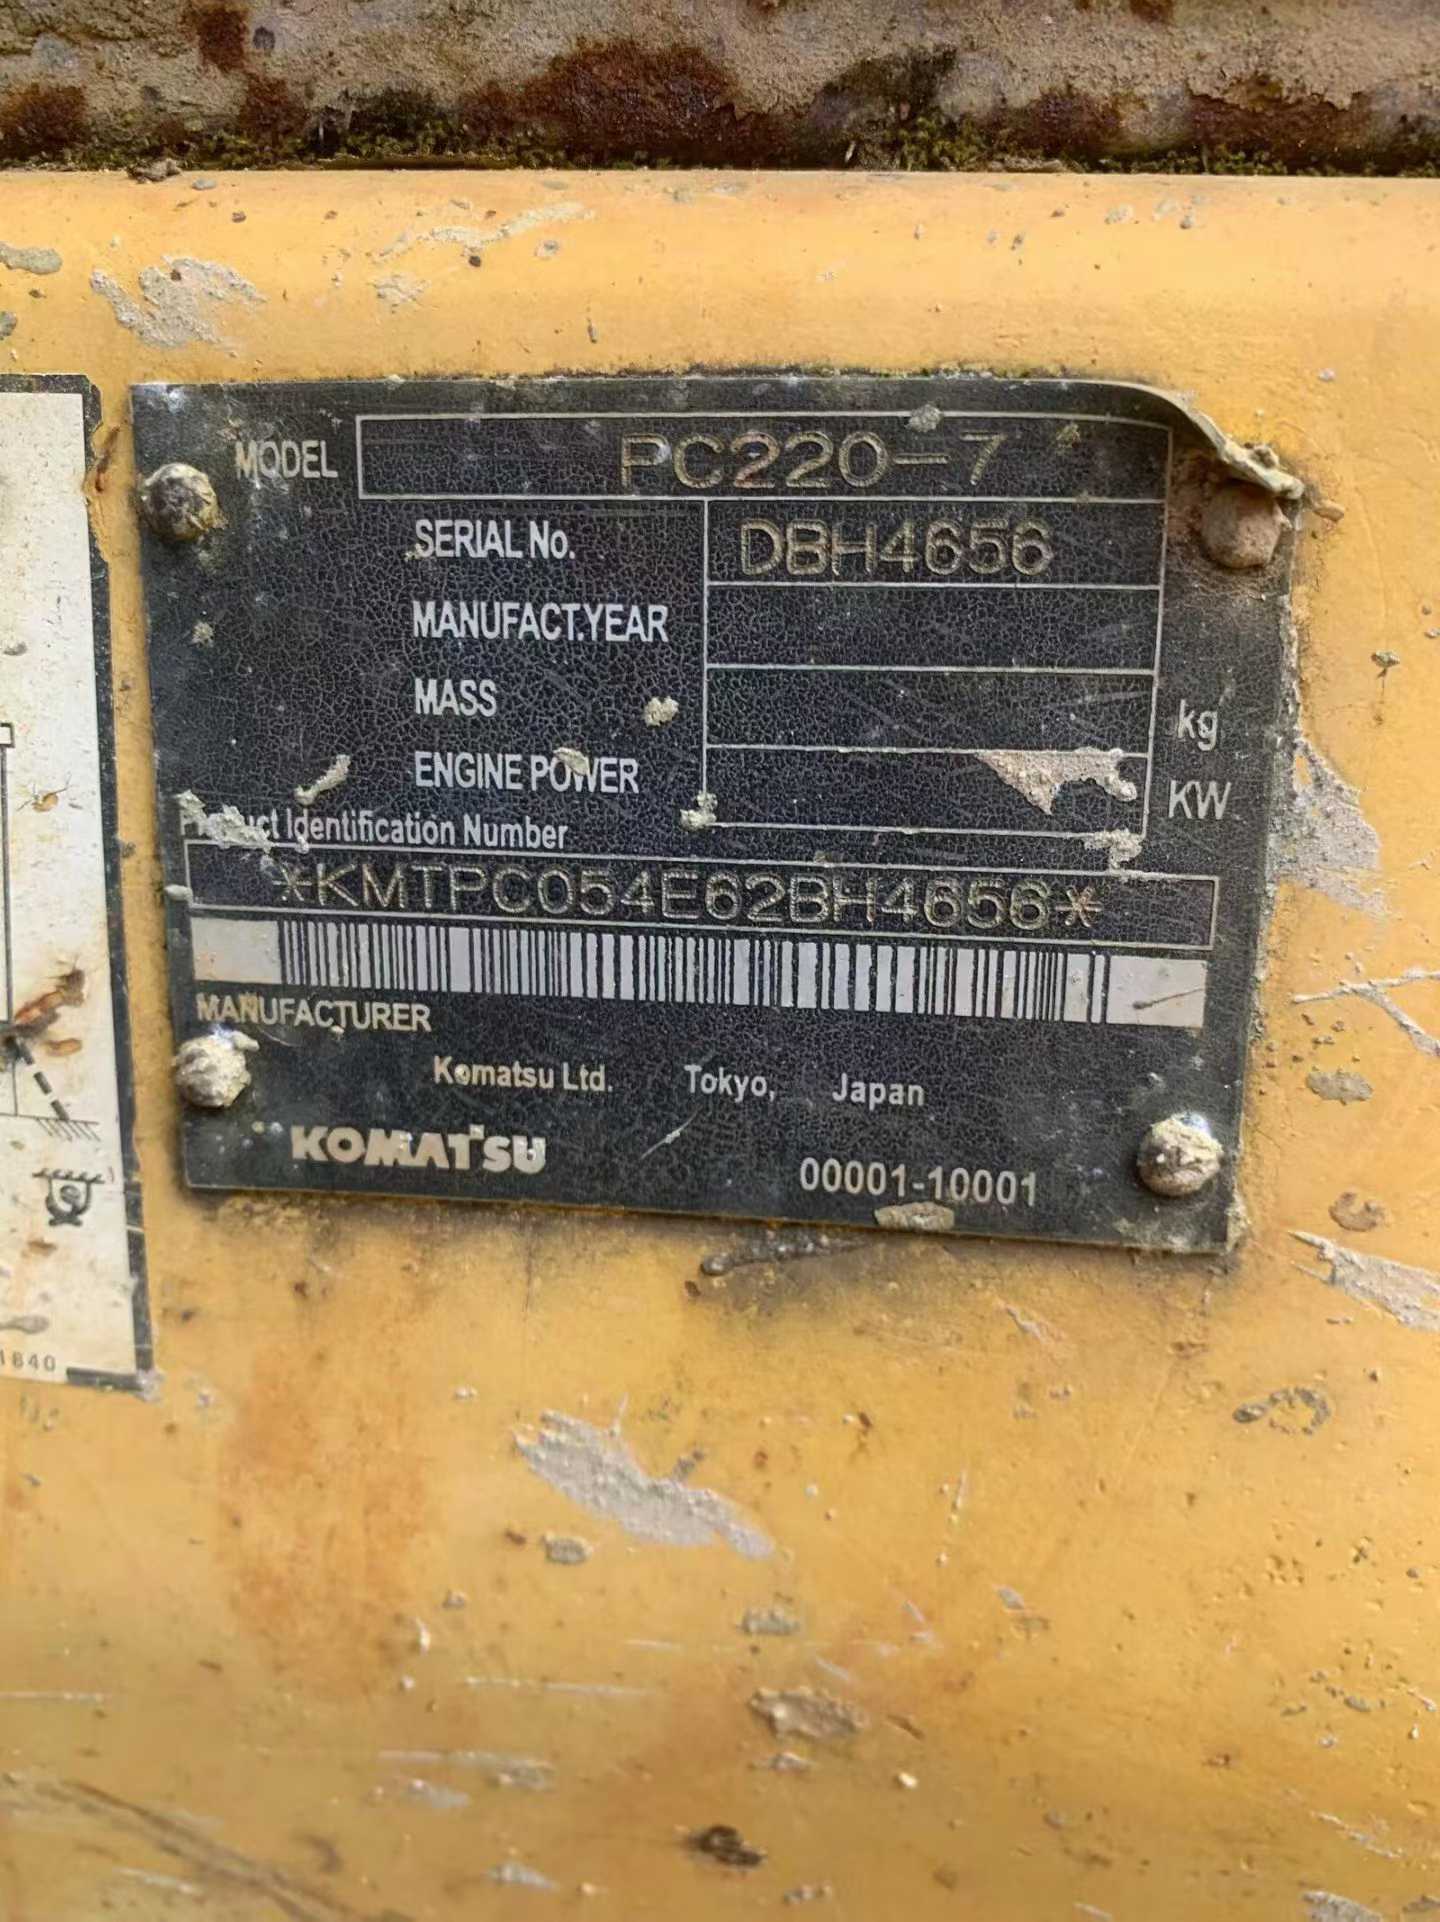 MODEL PC220-7
SERIAL No. DBH4656
MANUFACT.YEAR
MASS kg
ENGINE POWER KW
Product Identification Number
*KMTPC054E62BH4656*
MANUFACTURER
Komatsu Ltd. Tokyo, Japan
KOMATSU 00001-10001
1840